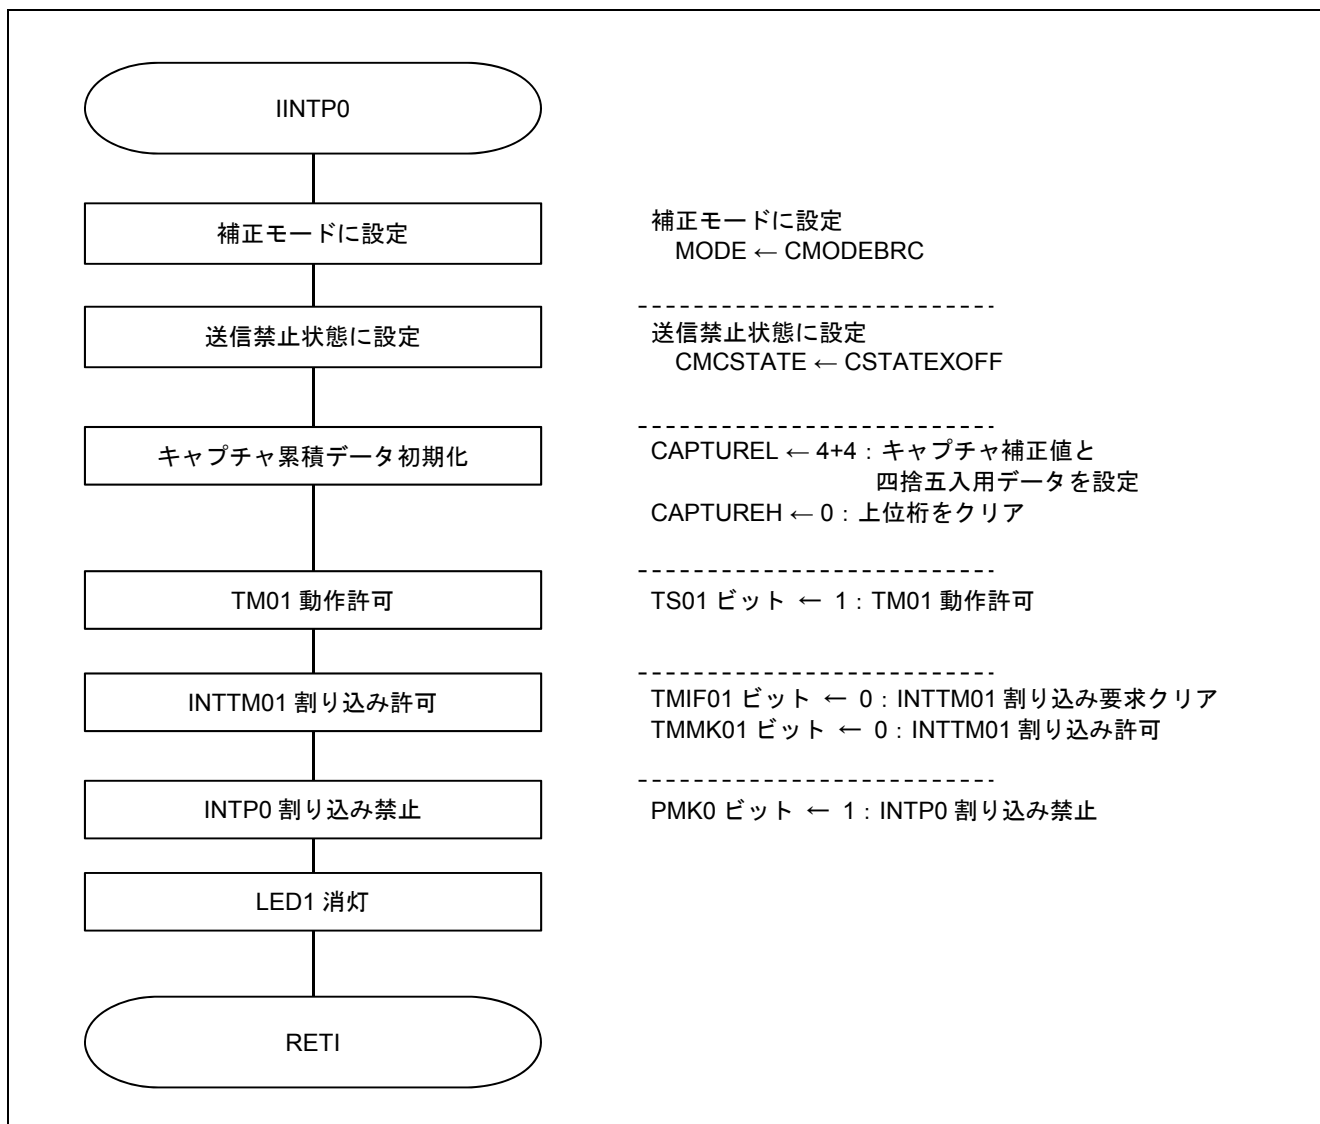 IINTP0
補正モードに設定
補正モードに設定
MODE ← CMODEBRC
送信禁止状態に設定
送信禁止状態に設定
CMCSTATE ← CSTATEXOFF
キャプチャ累積データ初期化
CAPTUREL ← 4+4：キャプチャ補正値と
四捨五入用データを設定
CAPTUREH ← 0：上位桁をクリア
TM01 動作許可
TS01 ビット ← 1：TM01 動作許可
INTTM01 割り込み許可
TMIF01 ビット ← 0：INTTM01 割り込み要求クリア
TMMK01 ビット ← 0：INTTM01 割り込み許可
INTP0 割り込み禁止
PMK0 ビット ← 1：INTP0 割り込み禁止
LED1 消灯
RETI